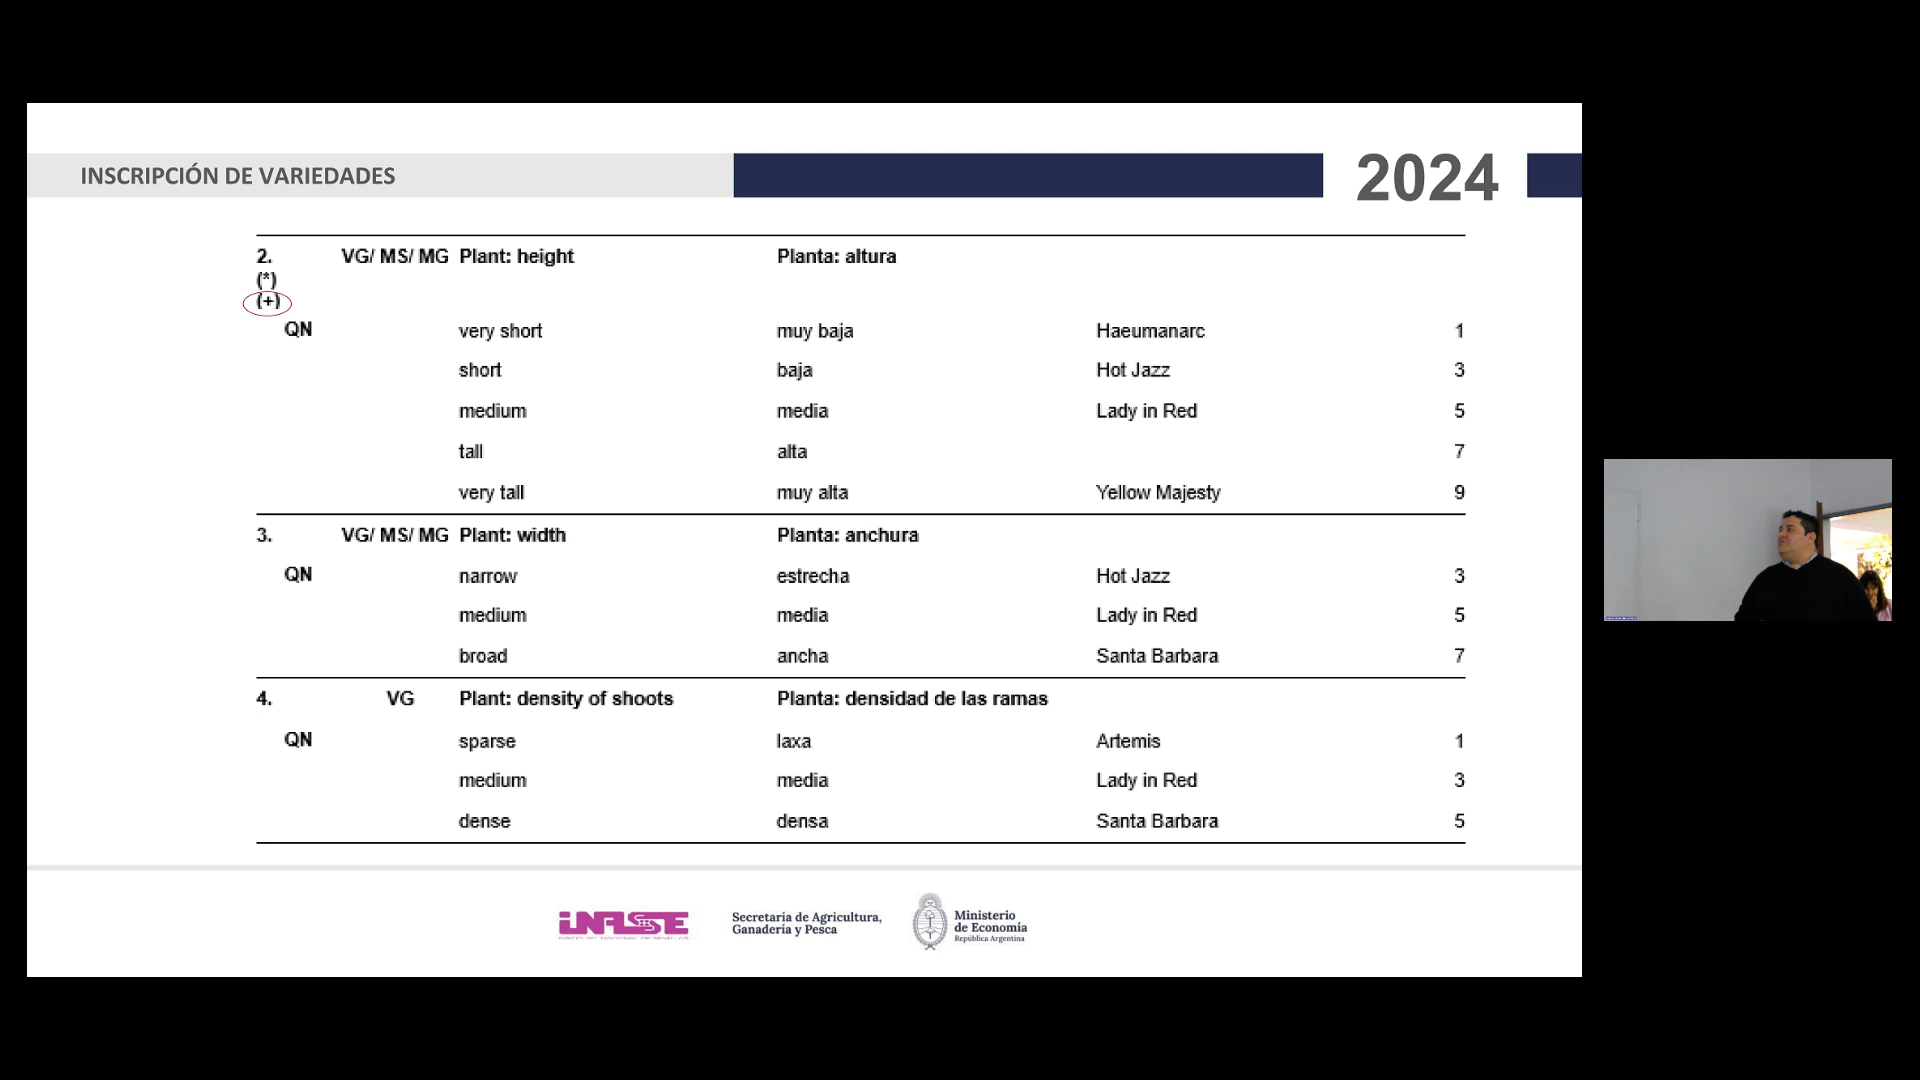 INSCRIPCIÓN DE VARIEDADES
2024
2. VG/ MS/ MG Plant: height Planta: altura
(*)
(+)
QN very short muy baja Haeumanarc 1
short baja Hot Jazz 3
medium media Lady in Red 5
tall alta 7
very tall muy alta Yellow Majesty 9
3. VG/ MS/ MG Plant: width Planta: anchura
QN narrow estrecha Hot Jazz 3
medium media Lady in Red 5
broad ancha Santa Barbara 7
4. VG Plant: density of shoots Planta: densidad de las ramas
QN sparse laxa Artemis 1
medium media Lady in Red 3
dense densa Santa Barbara 5
INASE
Secretaría de Agricultura,
Ganadería y Pesca
Ministerio
de Economía
República Argentina